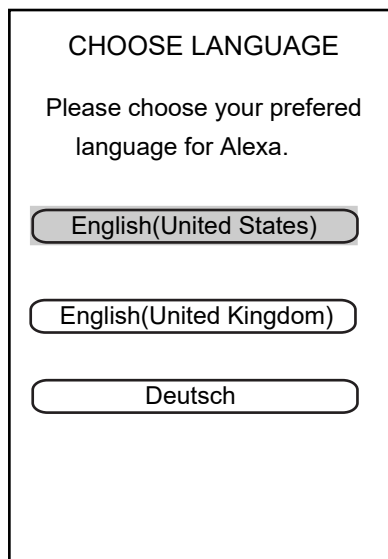 CHOOSE LANGUAGE
Please choose your prefered
language for Alexa.
English(United States)
English(United Kingdom)
Deutsch